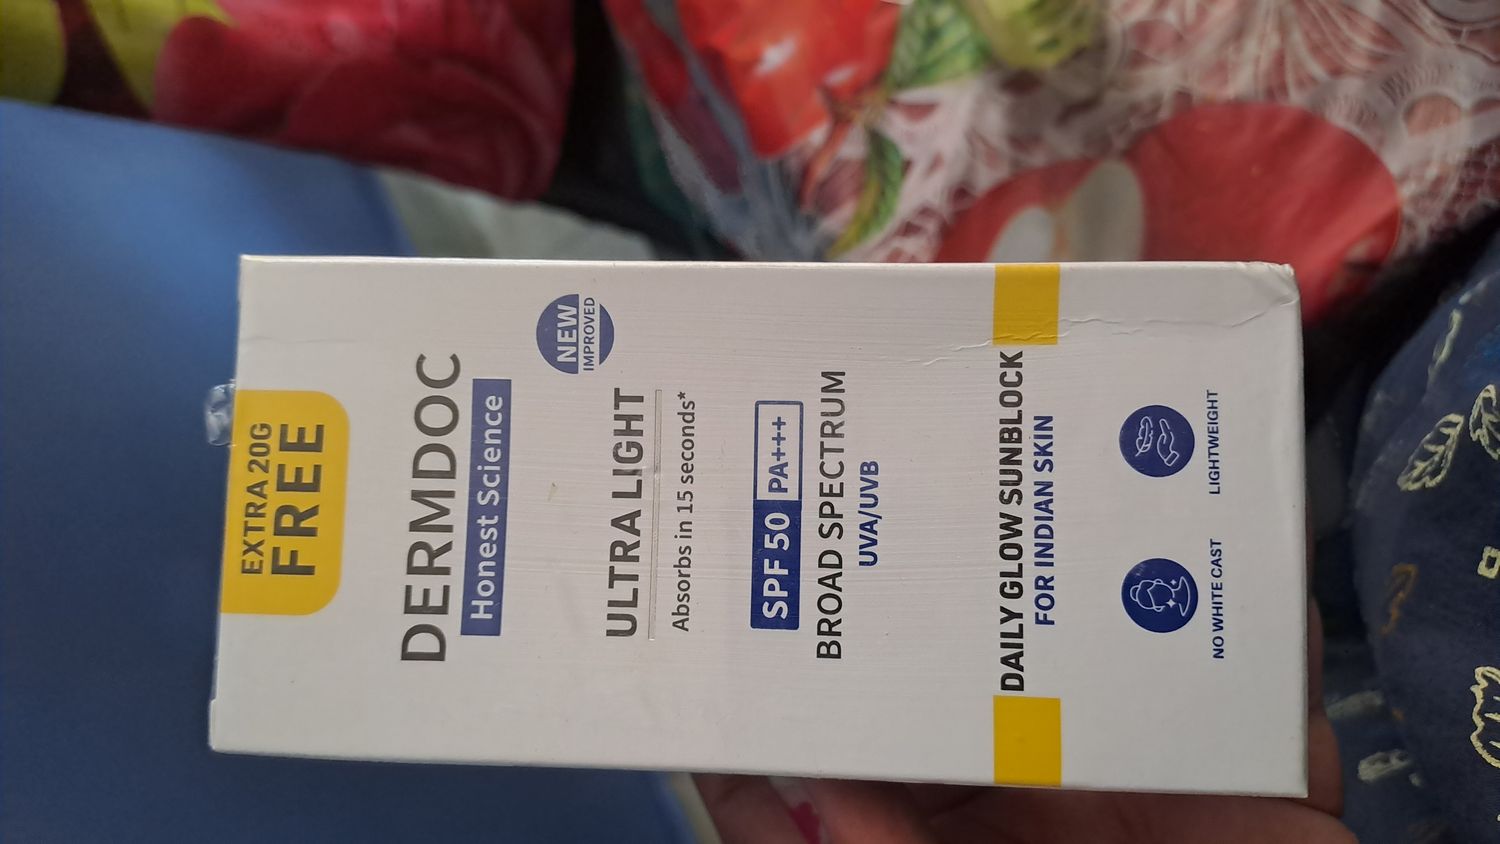 EXTRA 20G
FREE
DERMDOC
Honest Science
NEW
IMPROVED
ULTRA LIGHT
Absorbs in 15 seconds*
SPF 50 PA+++
BROAD SPECTRUM
UVA/UVB
DAILY GLOW SUNBLOCK
FOR INDIAN SKIN
NO WHITE CAST
LIGHTWEIGHT